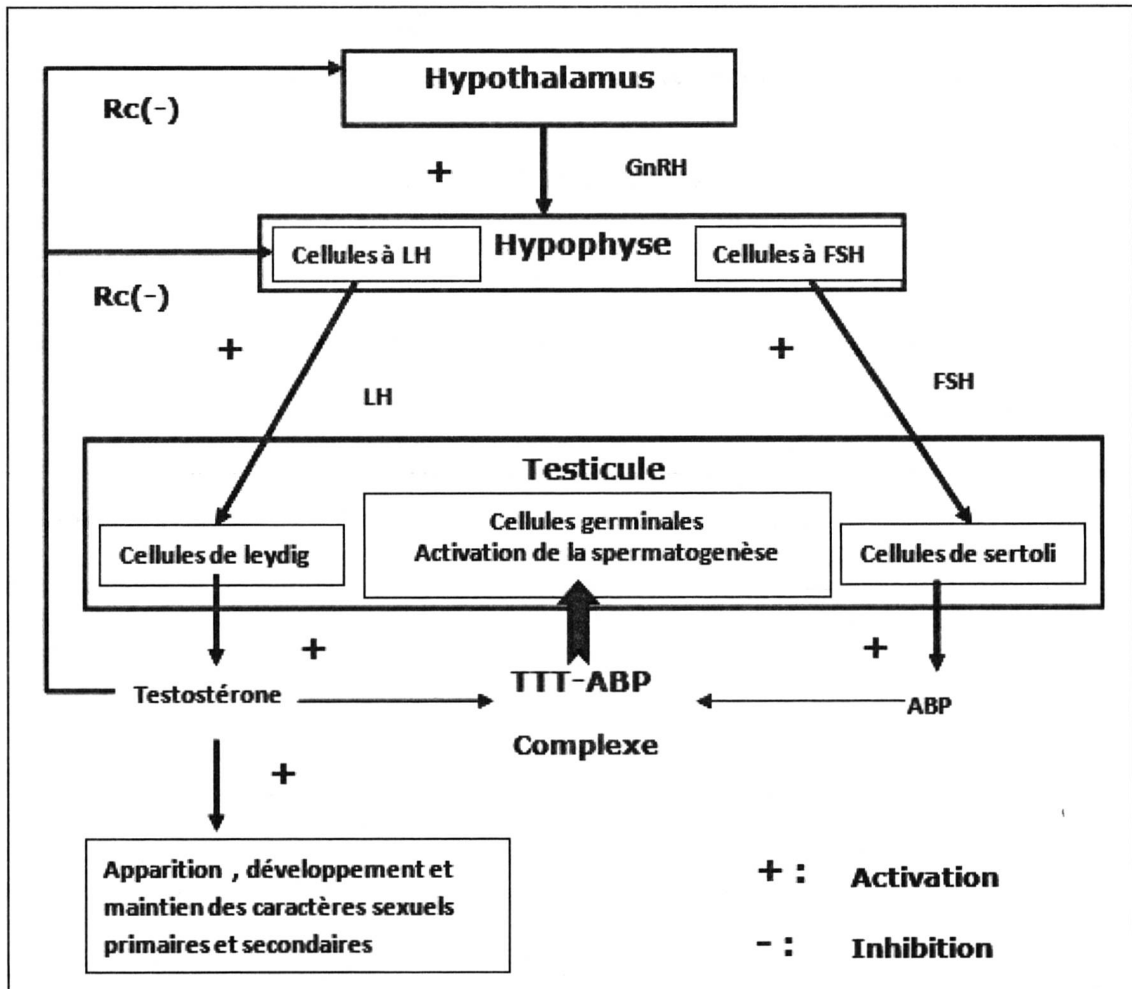 Hypothalamus
Rc(-)
+
GnRH
Cellules à LH
Hypophyse
Cellules à FSH
Rc(-)
+
+
LH
FSH
Testicule
Cellules germinales
Activation de la spermatogenèse
Cellules de leydig
Cellules de sertoli
+
+
Testostérone
TTT-ABP
ABP
Complexe
+
Apparition , développement et
maintien des caractères sexuels
primaires et secondaires
+ : Activation
- : Inhibition